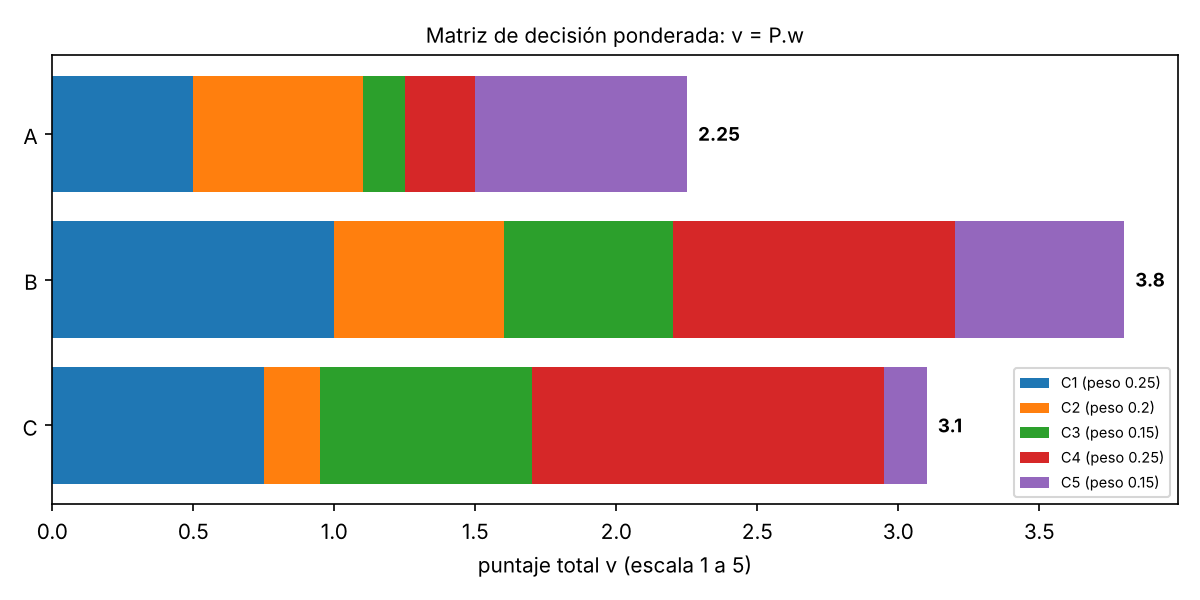 Matriz de decisión ponderada: v = P.w
A
2.25
B
3.8
C
3.1
C1 (peso 0.25)
C2 (peso 0.2)
C3 (peso 0.15)
C4 (peso 0.25)
C5 (peso 0.15)
0.0 0.5 1.0 1.5 2.0 2.5 3.0 3.5
puntaje total v (escala 1 a 5)